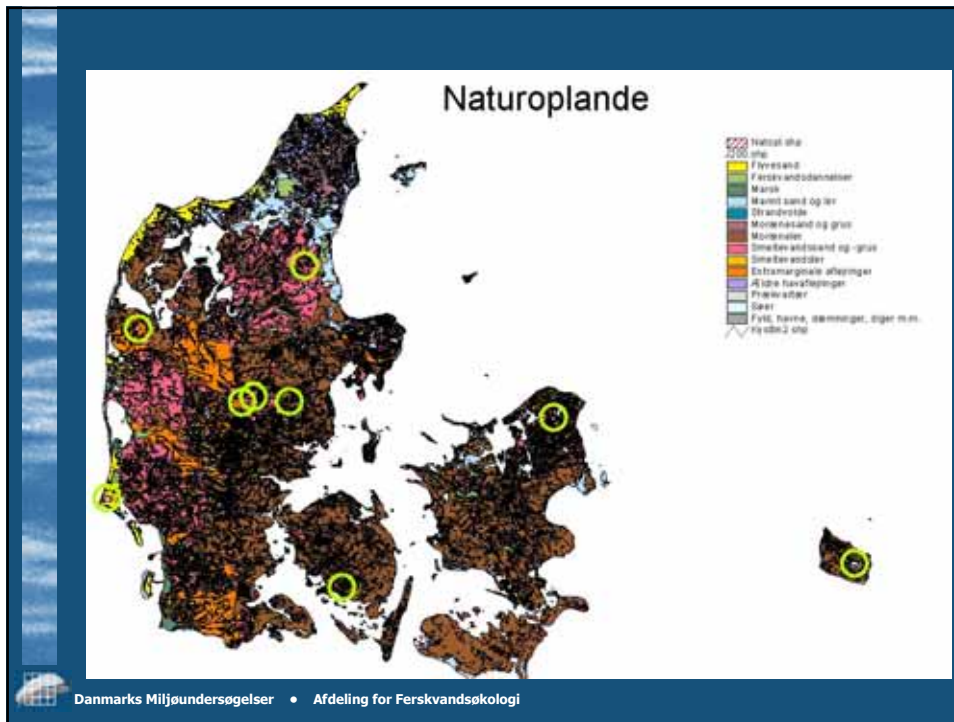 Naturoplande
Flyvesand
Ferskvandsdannelser
Marsk
Marint sand og ler
Strandvolde
Morænesand og grus
Moræneler
Smeltevandssand og -grus
Smeltevandsler
Extramarginale aflejringer
Ældre havaflejringer
Prækvartær
Søer
Fyld, havne, dæmninger, diger m.m.
Danmarks Miljøundersøgelser • Afdeling for Ferskvandsøkologi